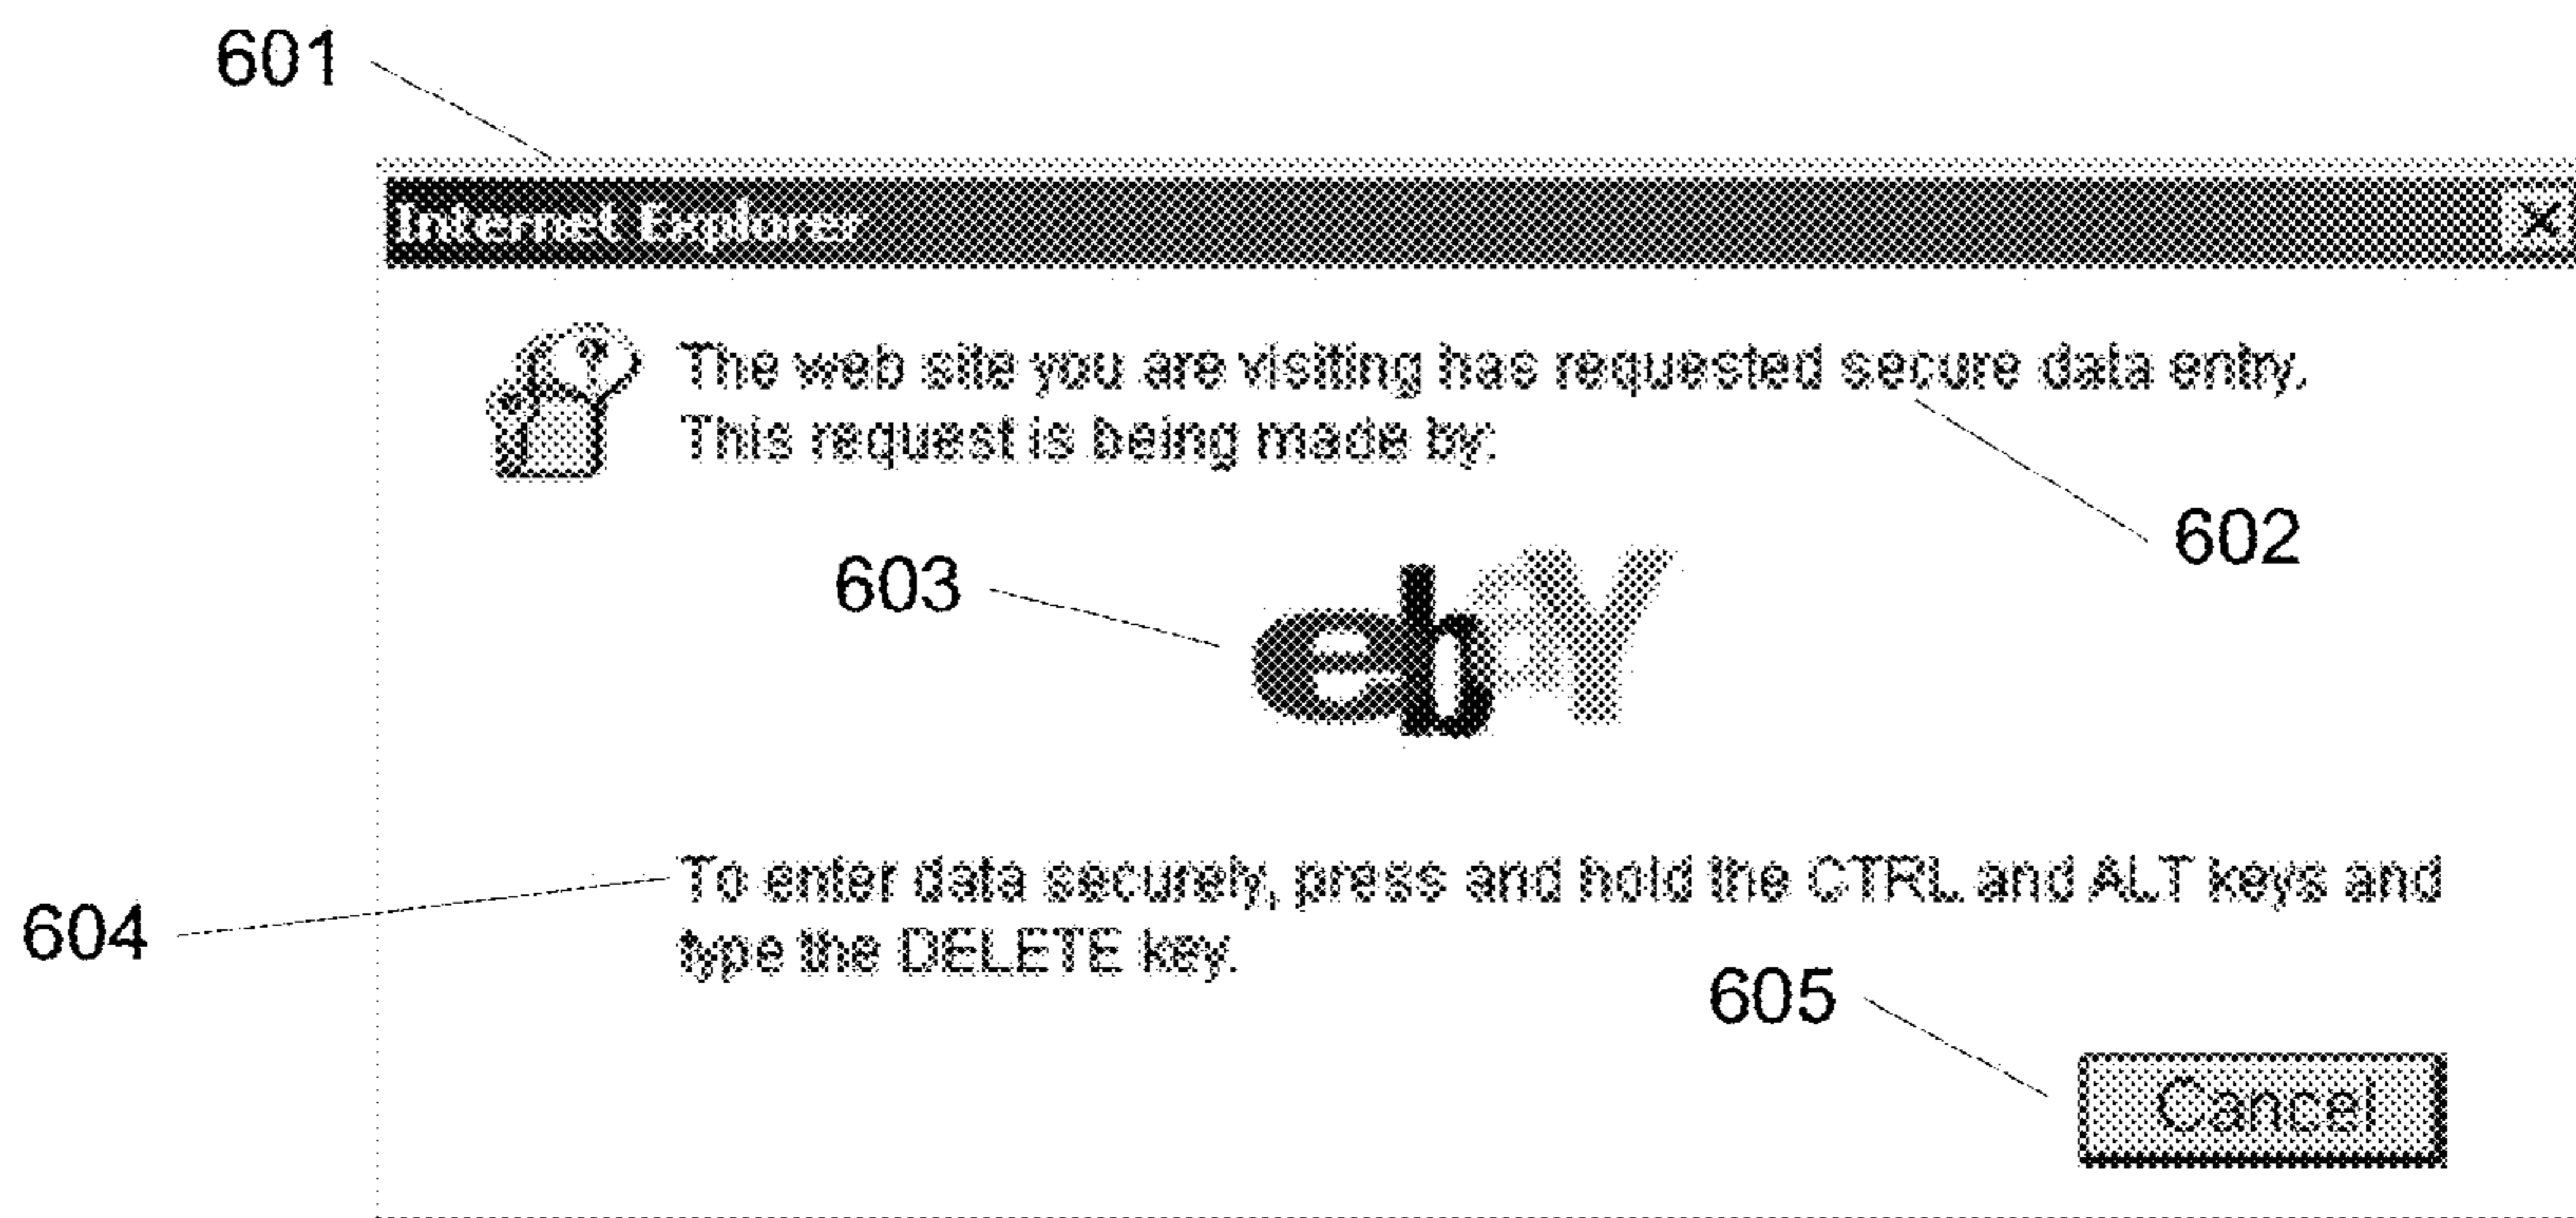 601
Internet Explorer
The web site you are visiting has requested secure data entry.
This request is being made by:
602
603
ebay
To enter data securely, press and hold the CTRL and ALT keys and
604
type the DELETE key.
605
Cancel